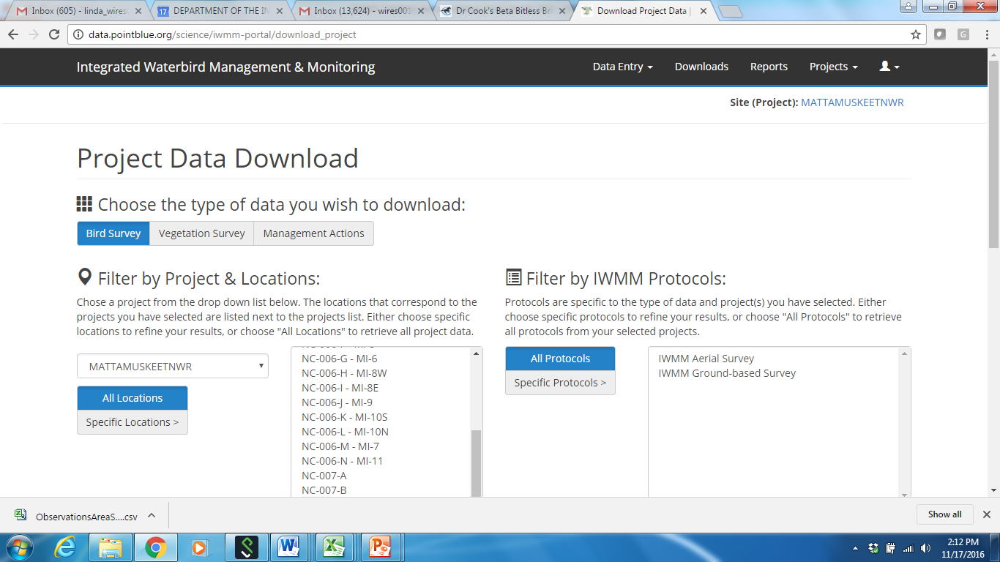 Inbox (605) - linda_wires
DEPARTMENT OF THE IN
Inbox (13,624) - wires001
Dr Cook's Beta Bitless Bri
Download Project Data |
data.pointblue.org/science/iwmm-portal/download_project
Integrated Waterbird Management & Monitoring
Data Entry
Downloads
Reports
Projects
Site (Project): MATTAMUSKEETNWR
Project Data Download
Choose the type of data you wish to download:
Bird Survey
Vegetation Survey
Management Actions
Filter by Project & Locations:
Chose a project from the drop down list below. The locations that correspond to the
projects you have selected are listed next to the projects list. Either choose specific
locations to refine your results, or choose "All Locations" to retrieve all project data.
MATTAMUSKEETNWR
All Locations
Specific Locations >
NC-006-G - MI-6
NC-006-H - MI-8W
NC-006-I - MI-8E
NC-006-J - MI-9
NC-006-K - MI-10S
NC-006-L - MI-10N
NC-006-M - MI-7
NC-006-N - MI-11
NC-007-A
NC-007-B
Filter by IWMM Protocols:
Protocols are specific to the type of data and project(s) you have selected. Either
choose specific protocols to refine your results, or choose "All Protocols" to retrieve
all protocols from your selected projects.
All Protocols
Specific Protocols >
IWMM Aerial Survey
IWMM Ground-based Survey
ObservationsAreaS....csv
Show all
2:12 PM
11/17/2016